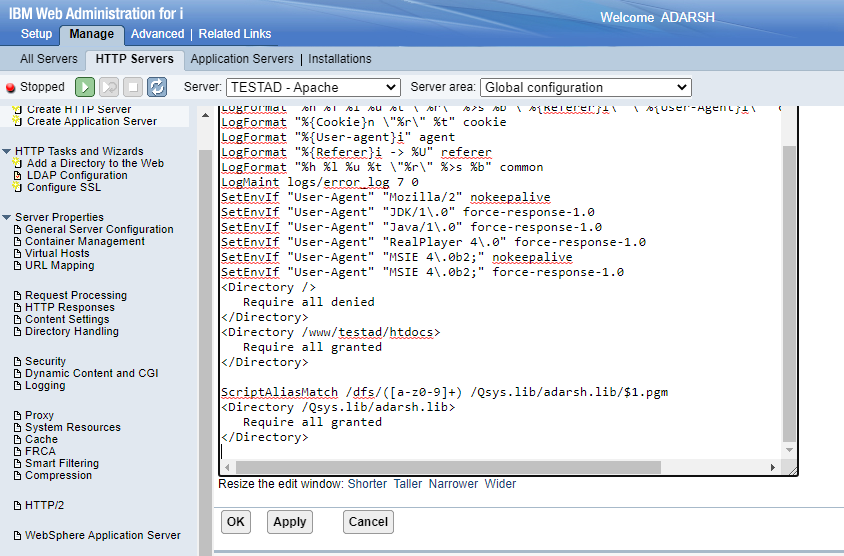 IBM Web Administration for i
Welcome ADARSH
Setup Manage Advanced | Related Links
All Servers HTTP Servers Application Servers | Installations
Stopped Server: TESTAD - Apache Server area: Global configuration
Create HTTP Server
Create Application Server
HTTP Tasks and Wizards
Add a Directory to the Web
LDAP Configuration
Configure SSL
Server Properties
General Server Configuration
Container Management
Virtual Hosts
URL Mapping
Request Processing
HTTP Responses
Content Settings
Directory Handling
Security
Dynamic Content and CGI
Logging
Proxy
System Resources
Cache
FRCA
Smart Filtering
Compression
HTTP/2
WebSphere Application Server
LogFormat "%h %T %l %u %t \"%r\" %>s %b \"%{Referer}i\" \"%{User-Agent}i\"
LogFormat "%{Cookie}n \"%r\" %t" cookie
LogFormat "%{User-agent}i" agent
LogFormat "%{Referer}i -> %U" referer
LogFormat "%h %l %u %t \"%r\" %>s %b" common
LogMaint logs/error_log 7 0
SetEnvIf "User-Agent" "Mozilla/2" nokeepalive
SetEnvIf "User-Agent" "JDK/1\.0" force-response-1.0
SetEnvIf "User-Agent" "Java/1\.0" force-response-1.0
SetEnvIf "User-Agent" "RealPlayer 4\.0" force-response-1.0
SetEnvIf "User-Agent" "MSIE 4\.0b2;" nokeepalive
SetEnvIf "User-Agent" "MSIE 4\.0b2;" force-response-1.0
<Directory />
Require all denied
</Directory>
<Directory /www/testad/htdocs>
Require all granted
</Directory>
ScriptAliasMatch /dfs/([a-z0-9]+) /Qsys.lib/adarsh.lib/$1.pgm
<Directory /Qsys.lib/adarsh.lib>
Require all granted
</Directory>
Resize the edit window: Shorter Taller Narrower Wider
OK Apply Cancel